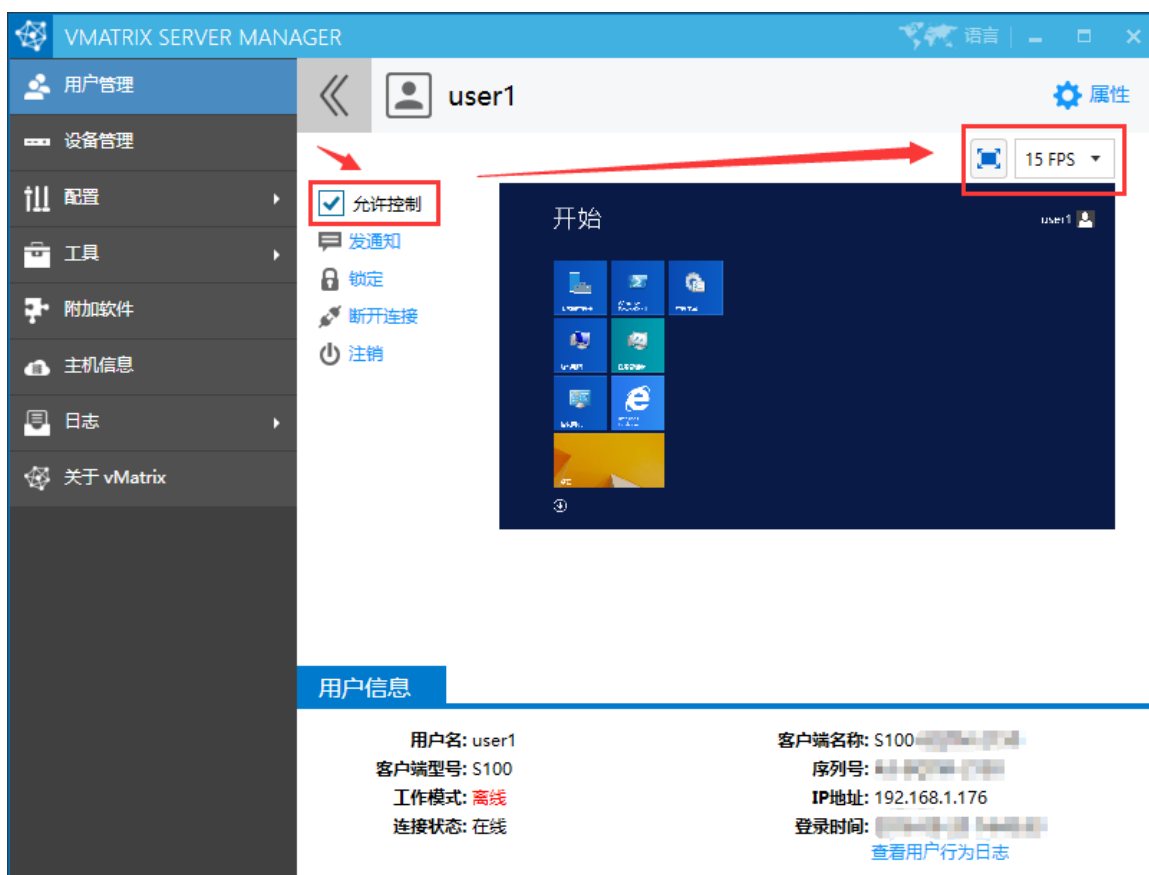 VMATRIX SERVER MANAGER
语言
用户管理
设备管理
配置
工具
附加软件
主机信息
日志
关于 vMatrix
user1
属性
15 FPS
允许控制
发通知
锁定
断开连接
注销
开始
user1
用户信息
用户名: user1
客户端型号: S100
工作模式: 离线
连接状态: 在线
客户端名称: S100
序列号:
IP地址: 192.168.1.176
登录时间:
查看用户行为日志